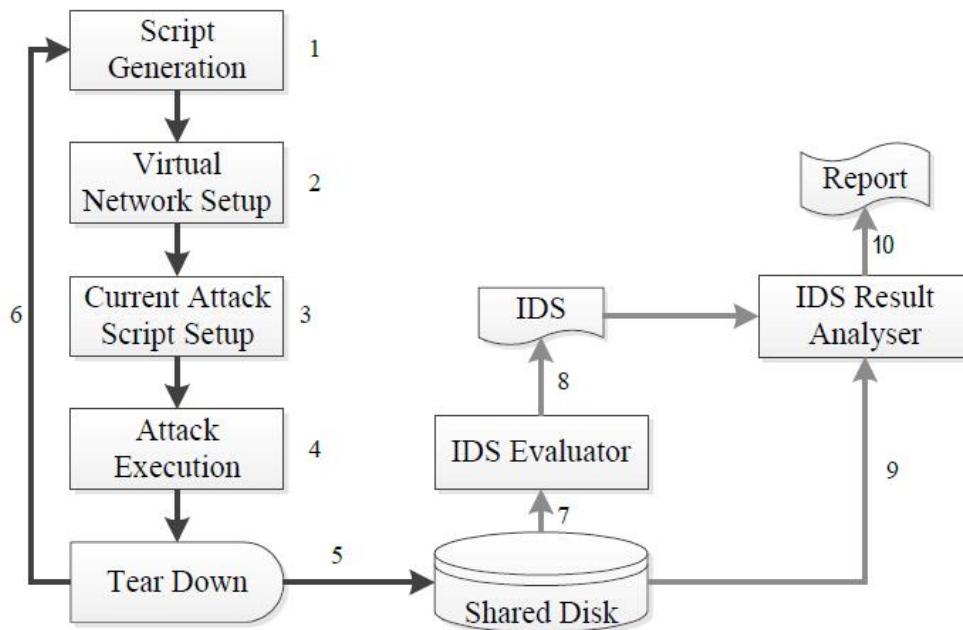 Script
Generation
1
Virtual
Network Setup
2
Current Attack
Script Setup
3
Attack
Execution
4
Tear Down
5
6
Shared Disk
7
IDS Evaluator
8
IDS
9
IDS Result
Analyser
10
Report